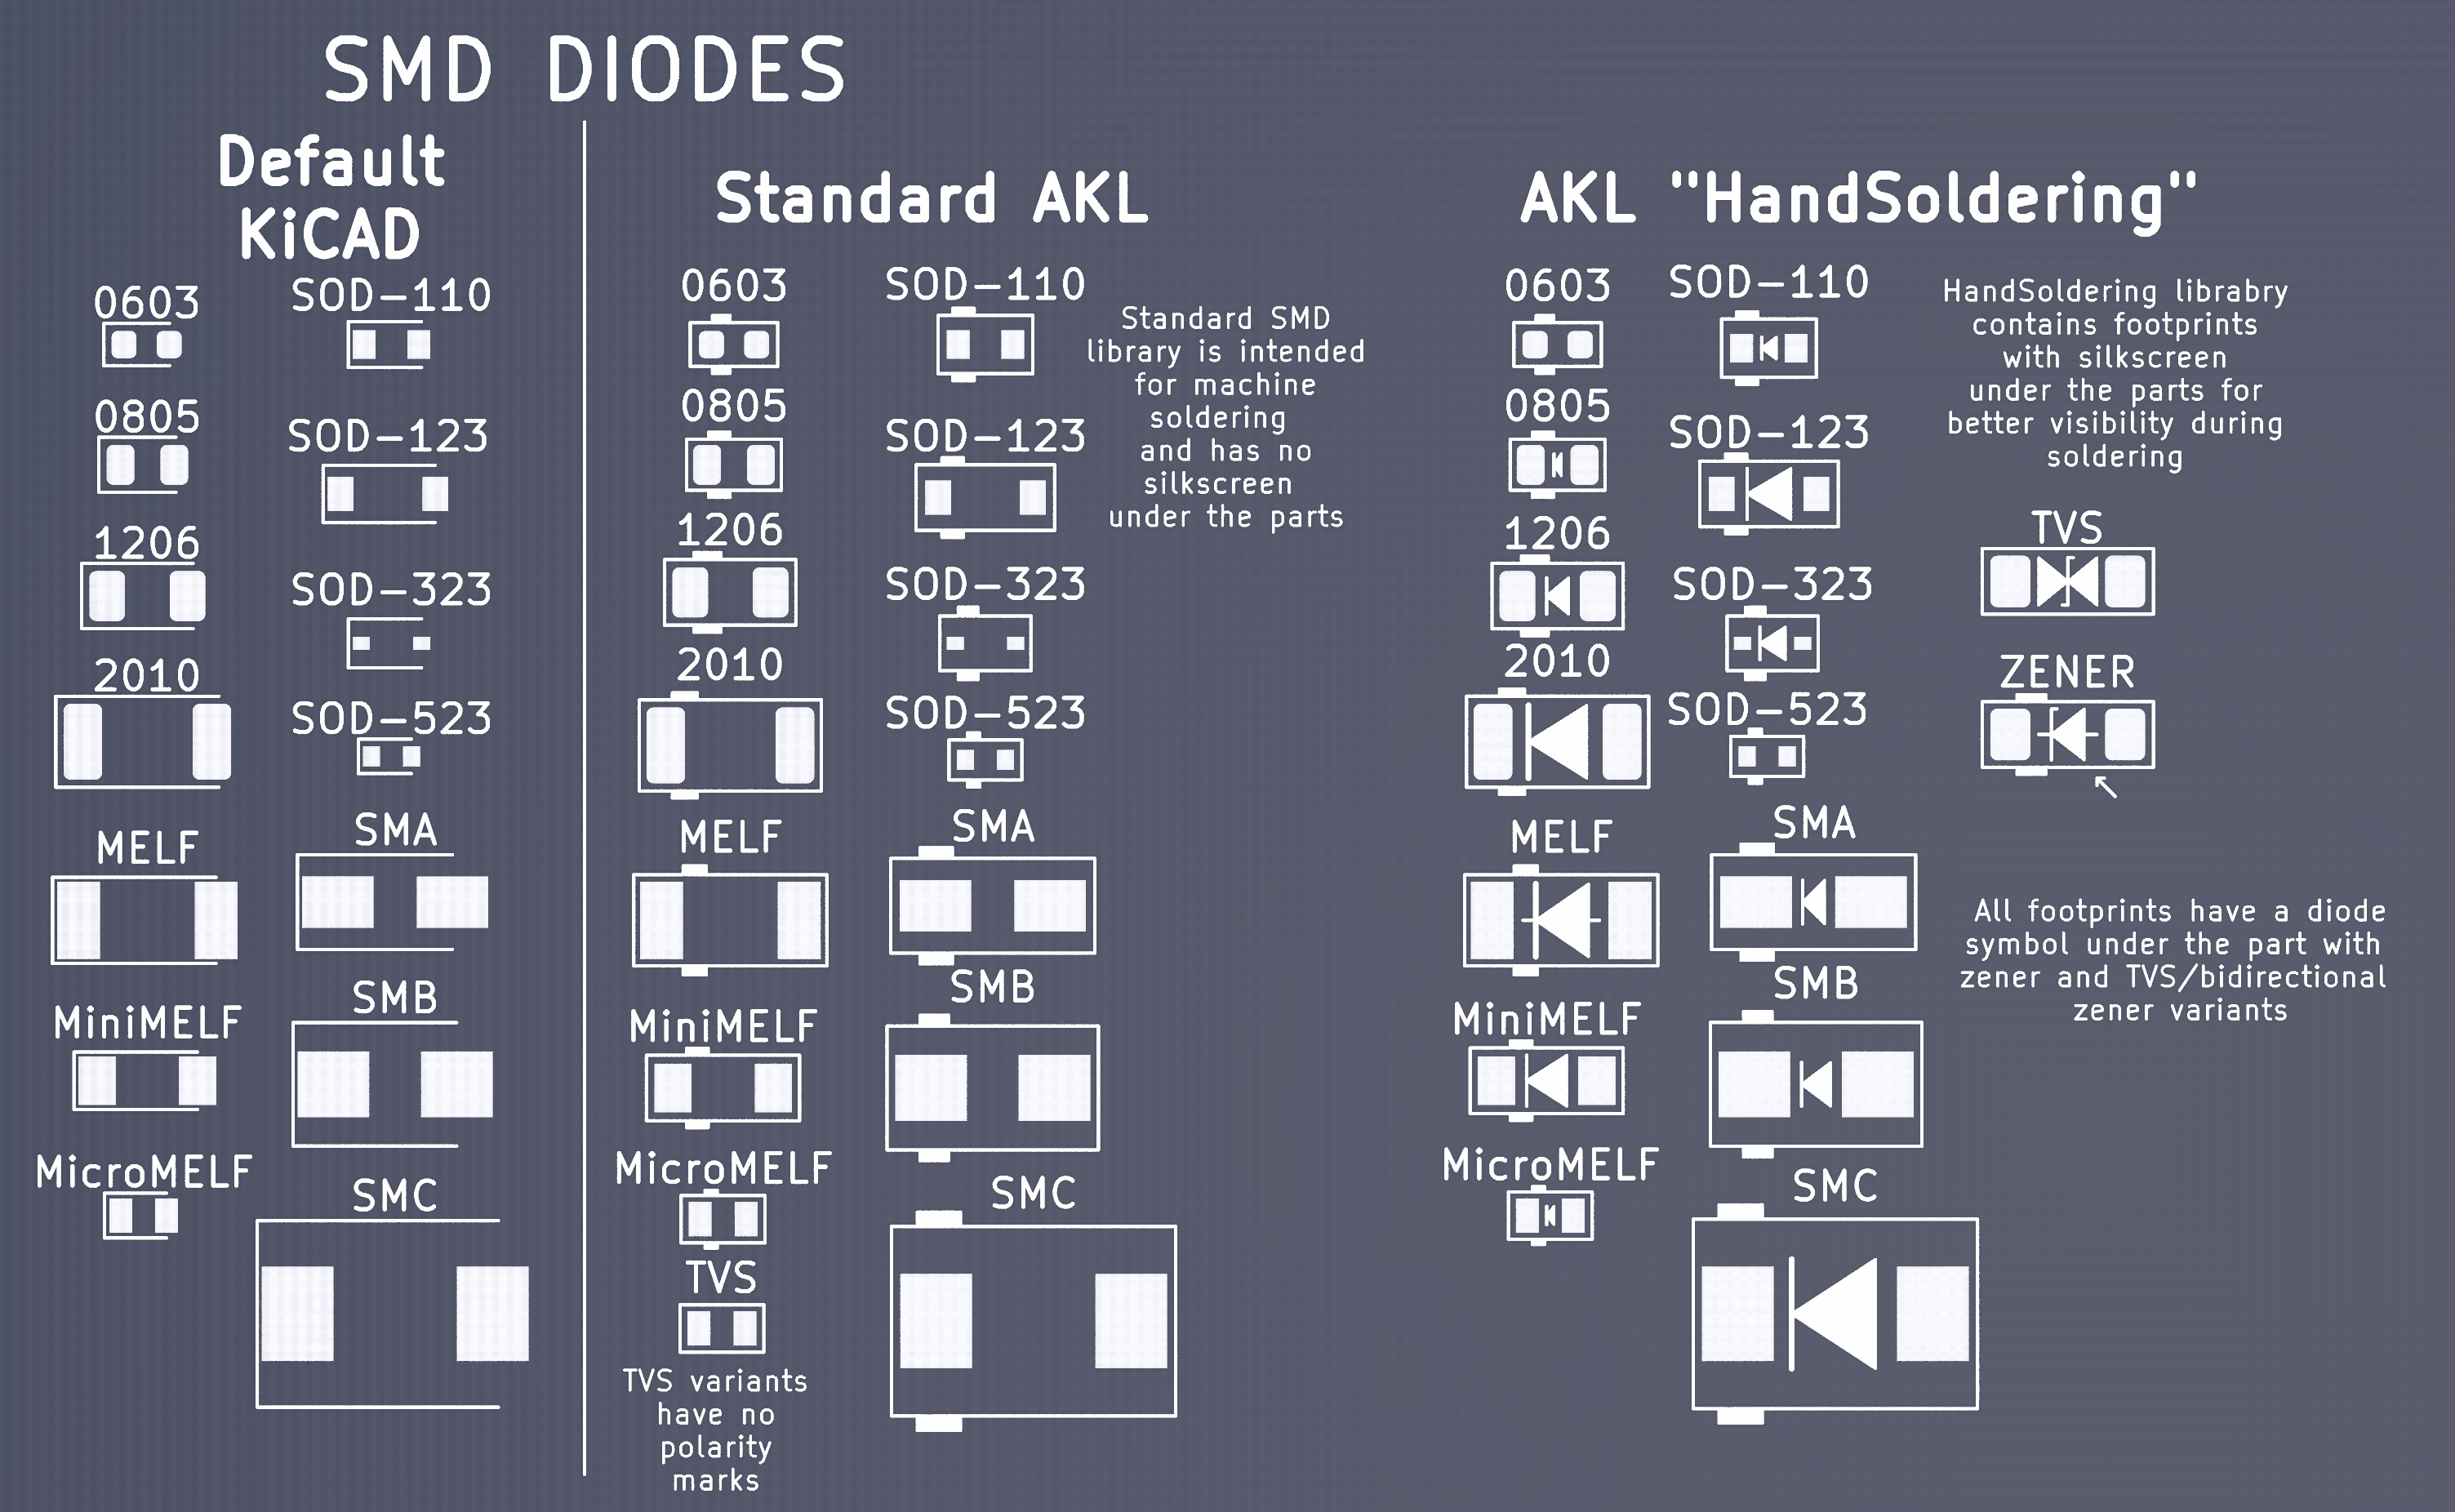 SMD DIODES
Default
KiCAD
0603
SOD-110
0805
SOD-123
1206
SOD-323
2010
SOD-523
MELF
SMA
MiniMELF
SMB
MicroMELF
SMC
Standard AKL
0603
SOD-110
Standard SMD
library is intended
for machine
soldering
and has no
silkscreen
under the parts
0805
SOD-123
1206
SOD-323
2010
SOD-523
MELF
SMA
MiniMELF
SMB
MicroMELF
SMC
TVS
TVS variants
have no
polarity
marks
AKL "HandSoldering"
0603
SOD-110
HandSoldering librabry
contains footprints
with silkscreen
under the parts for
better visibility during
soldering
0805
SOD-123
1206
SOD-323
TVS
2010
SOD-523
ZENER
MELF
SMA
All footprints have a diode
symbol under the part with
zener and TVS/bidirectional
zener variants
MiniMELF
SMB
MicroMELF
SMC